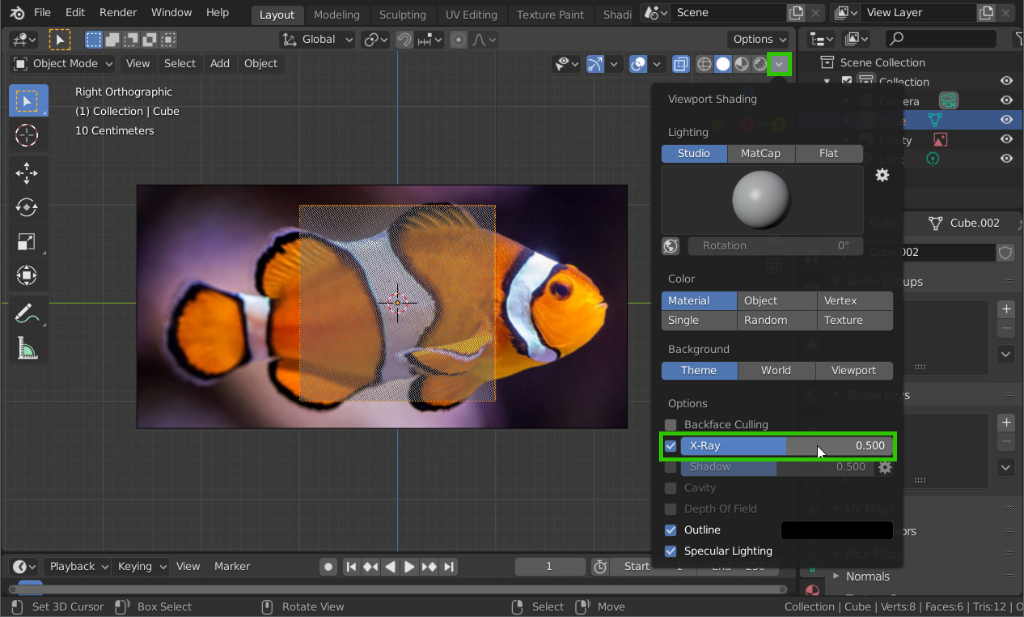 File Edit Render Window Help Layout Modeling Sculpting UV Editing Texture Paint Shadi Scene View Layer
Global Options
Object Mode View Select Add Object
Right Orthographic
(1) Collection | Cube
10 Centimeters
Scene Collection
Collection
Camera
Cube
Cube.002
Viewport Shading
Lighting
Studio MatCap Flat
Rotation 0°
Color
Material Object Vertex
Single Random Texture
Background
Theme World Viewport
Options
Backface Culling
X-Ray 0.500
Shadow 0.500
Cavity
Depth Of Field
Outline
Specular Lighting
Vertex Groups
Shape Keys
UV Maps
Face Maps
Normals
Playback Keying View Marker 1 Start 1 End 250
Set 3D Cursor Box Select Rotate View Select Move Collection | Cube | Verts:8 | Faces:6 | Tris:12 |